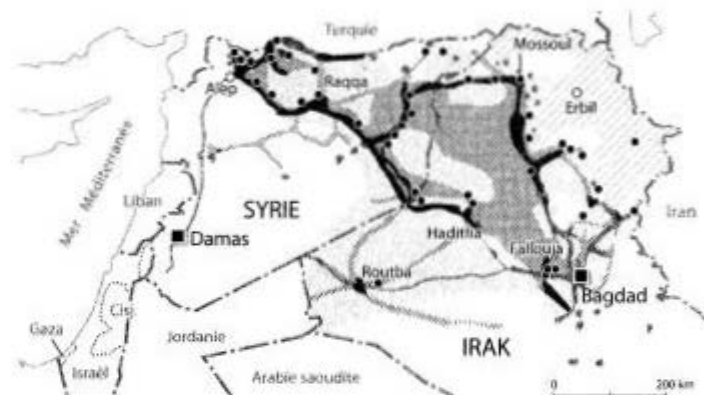 Turquie
Mossoul
Alep
Raqqa
Erbil
Mer Méditerranée
Liban
SYRIE
Iran
Damas
Haditha
Fallouja
Routba
Bagdad
Gaza
Cisj.
Jordanie
IRAK
Israël
Arabie saoudite
0
200 km